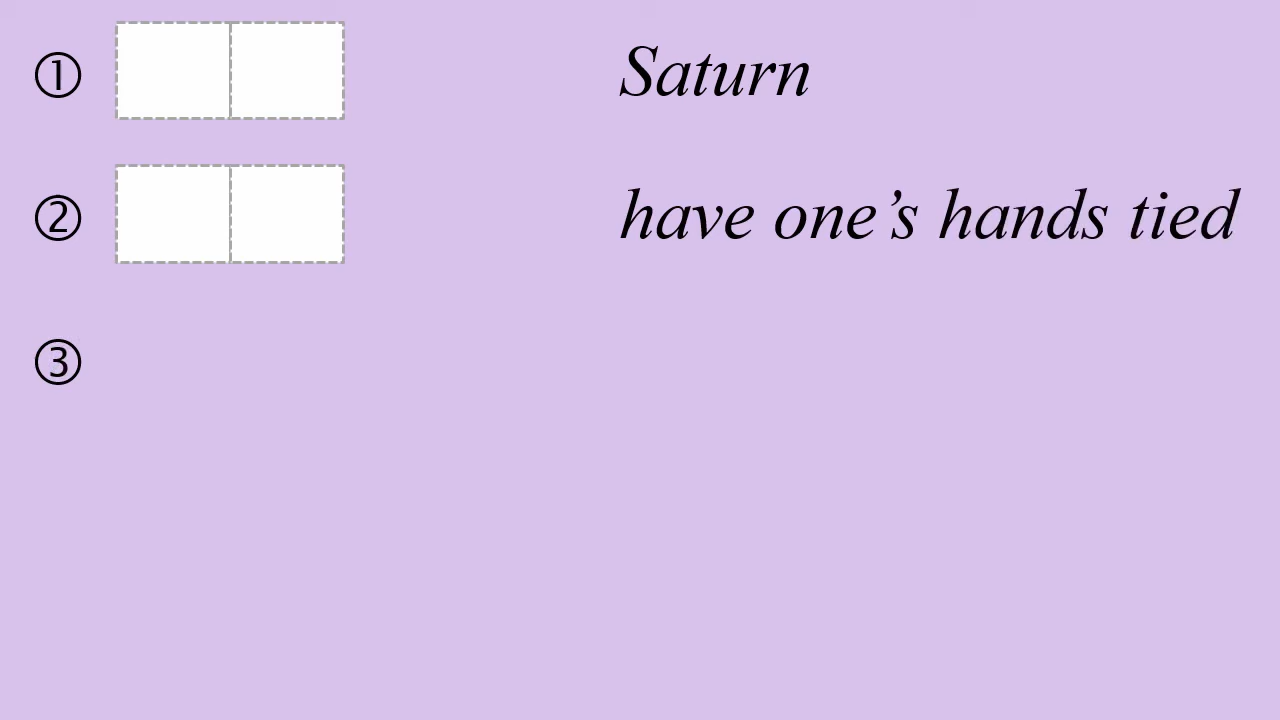 ① Saturn
② have one’s hands tied
③